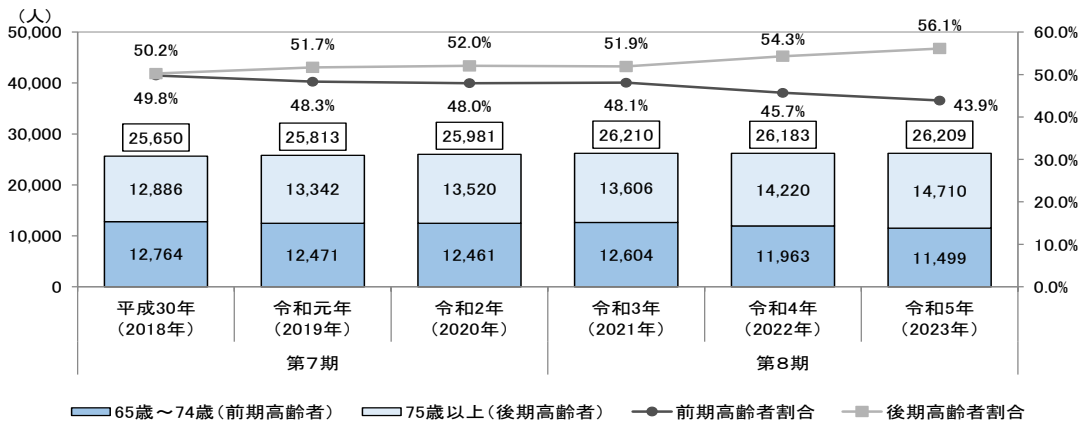 （人）
50,000
40,000
30,000
20,000
10,000
0
60.0%
50.0%
40.0%
30.0%
20.0%
10.0%
0.0%
50.2% 51.7% 52.0% 51.9% 54.3% 56.1%
49.8% 48.3% 48.0% 48.1% 45.7% 43.9%
25,650 25,813 25,981 26,210 26,183 26,209
12,886 13,342 13,520 13,606 14,220 14,710
12,764 12,471 12,461 12,604 11,963 11,499
平成30年 令和元年 令和2年 令和3年 令和4年 令和5年
（2018年） （2019年） （2020年） （2021年） （2022年） （2023年）
第7期 第8期
65歳～74歳（前期高齢者） 75歳以上（後期高齢者） 前期高齢者割合 後期高齢者割合